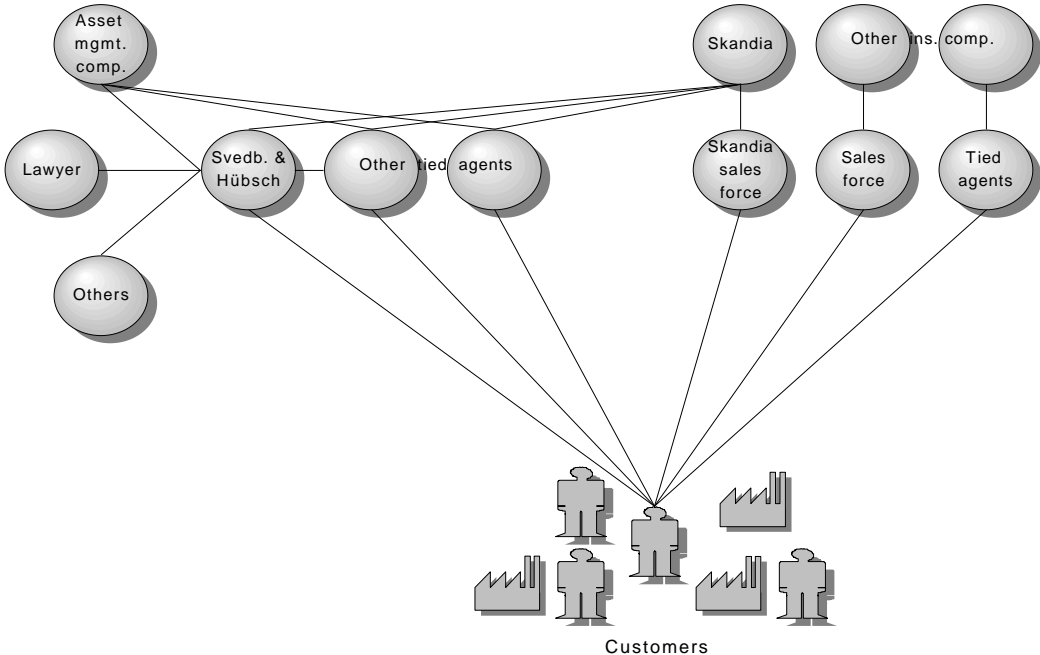 Asset
mgmt.
comp.
Skandia
Other ins. comp.
Lawyer
Svedb. &
Hübsch
Other tied agents
Skandia
sales
force
Sales
force
Tied
agents
Others
Customers